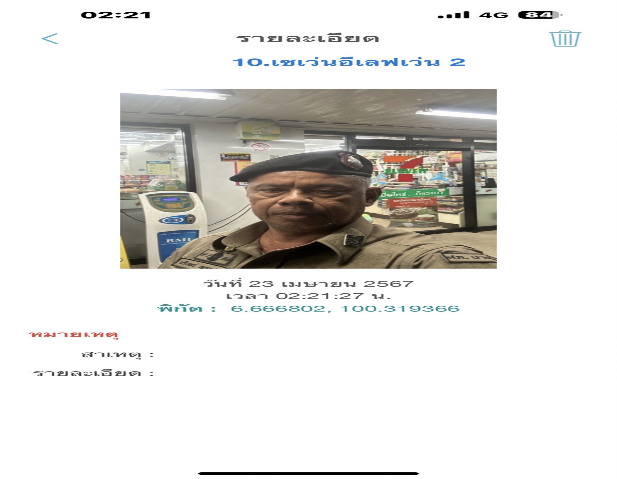 02:21
4G 84
รายละเอียด
10.เซเว่นอีเลฟเว่น 2
วันที่ 23 เมษายน 2567
เวลา 02:21:27 น.
พิกัด : 6.666802, 100.319366
หมายเหตุ
สาเหตุ :
รายละเอียด :